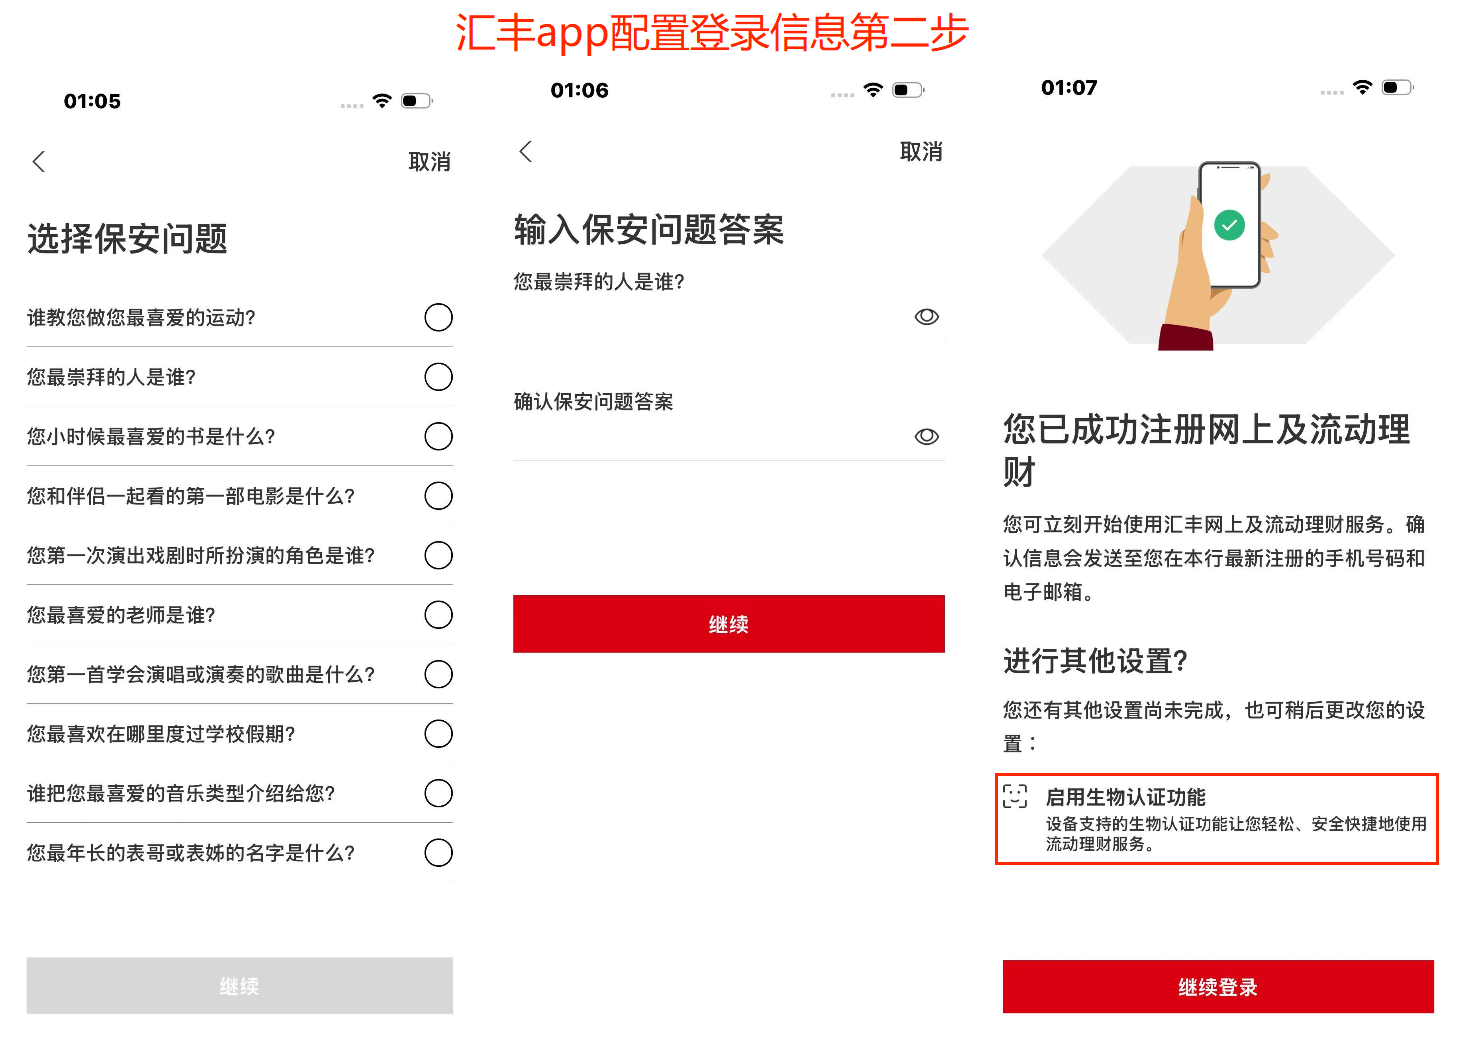 汇丰app配置登录信息第二步
01:05
取消
选择保安问题
谁教您做您最喜爱的运动?
您最崇拜的人是谁?
您小时候最喜爱的书是什么?
您和伴侣一起看的第一部电影是什么?
您第一次演出戏剧时所扮演的角色是谁?
您最喜爱的老师是谁?
您第一首学会演唱或演奏的歌曲是什么?
您最喜欢在哪里度过学校假期?
谁把您最喜爱的音乐类型介绍给您?
您最年长的表哥或表姊的名字是什么?
继续
01:06
取消
输入保安问题答案
您最崇拜的人是谁?
确认保安问题答案
继续
01:07
您已成功注册网上及流动理
财
您可立刻开始使用汇丰网上及流动理财服务。确
认信息会发送至您在本行最新注册的手机号码和
电子邮箱。
进行其他设置?
您还有其他设置尚未完成，也可稍后更改您的设
置：
启用生物认证功能
设备支持的生物认证功能让您轻松、安全快捷地使用
流动理财服务。
继续登录